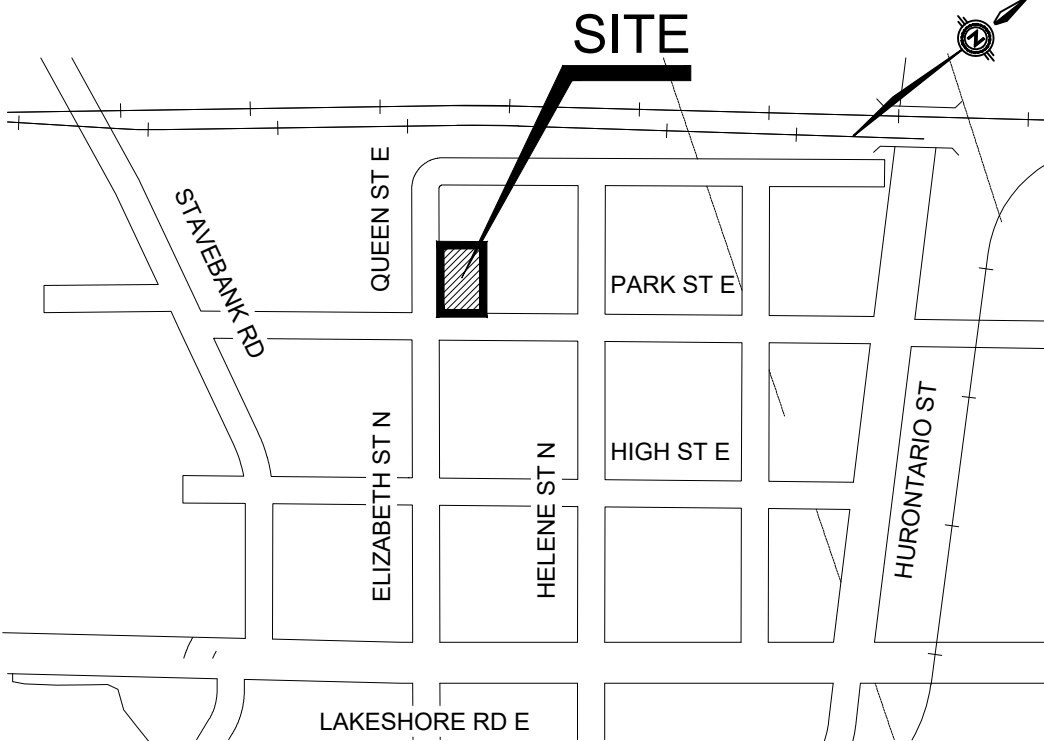 SITE
N
QUEEN ST E
STAVEBANK RD
PARK ST E
HURONTARIO ST
ELIZABETH ST N
HELENE ST N
HIGH ST E
LAKESHORE RD E